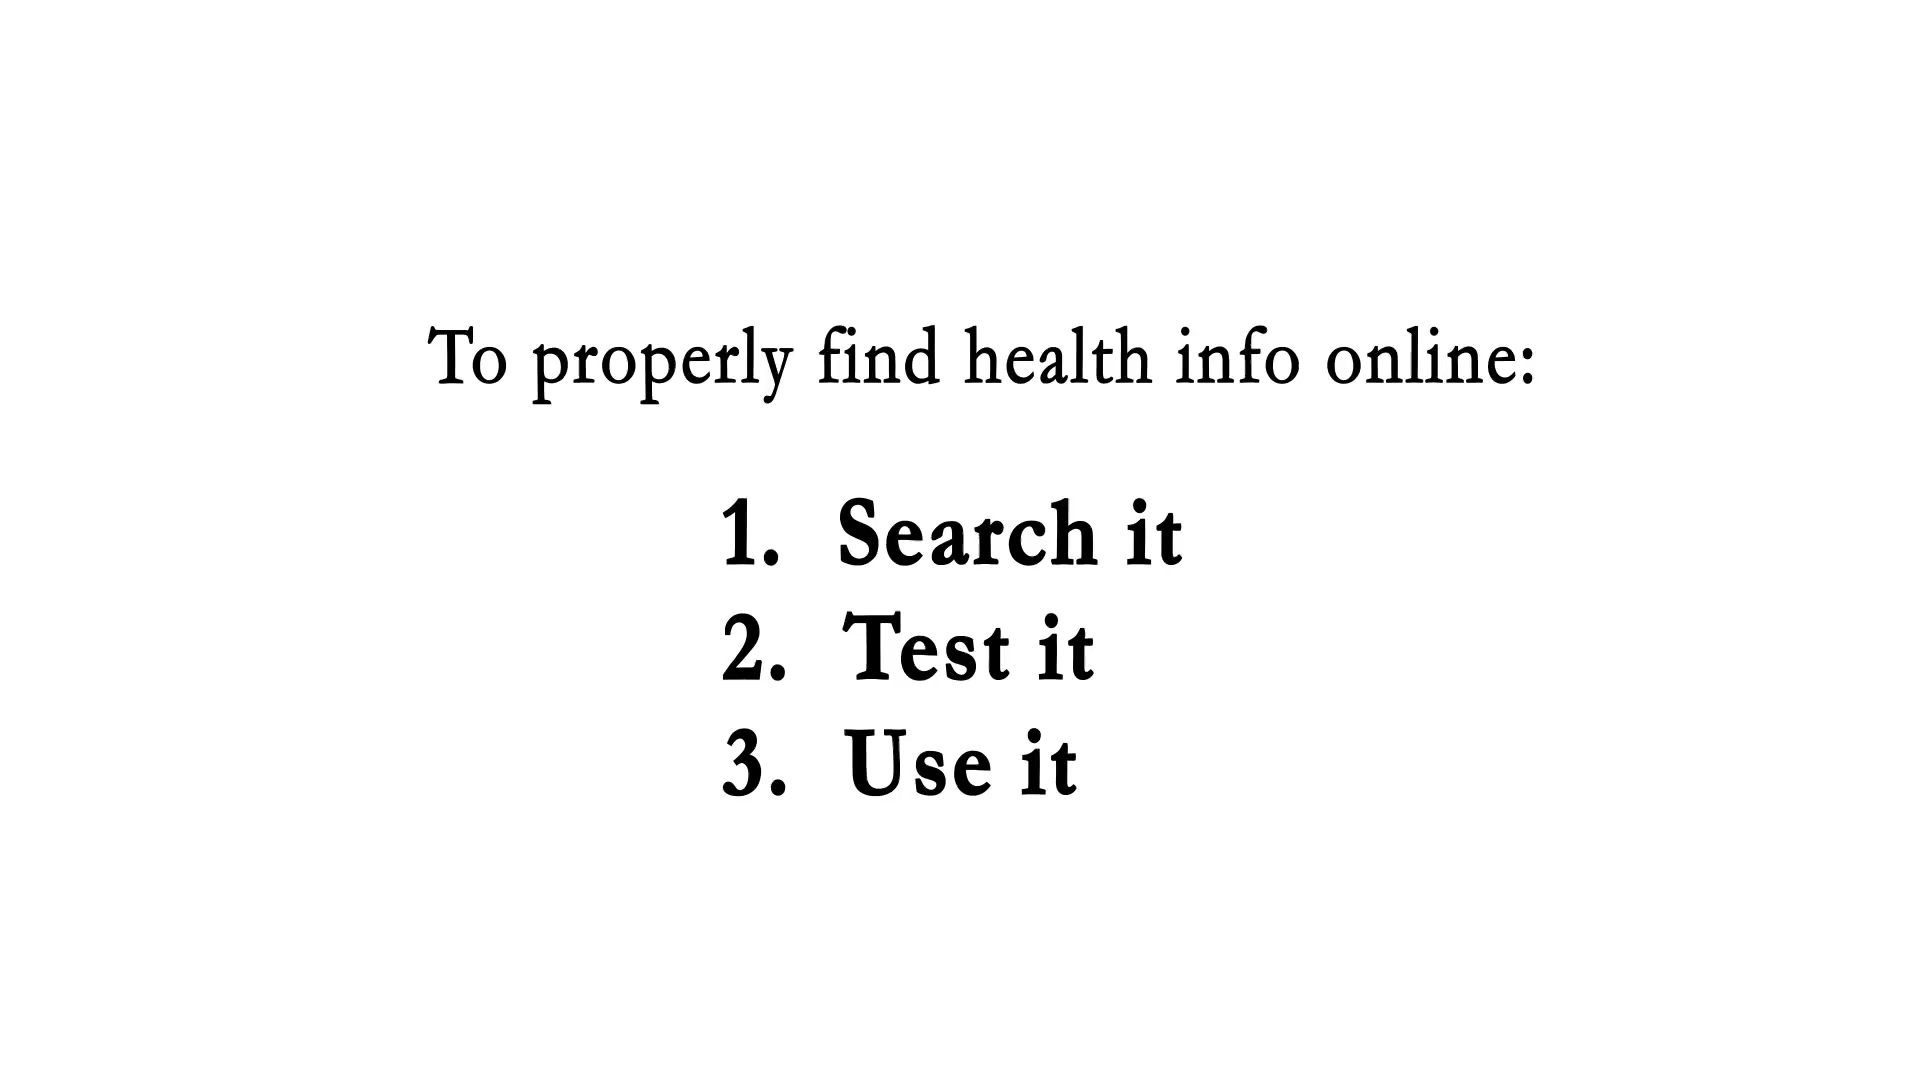 To properly find health info online:
1. Search it
2. Test it
3. Use it